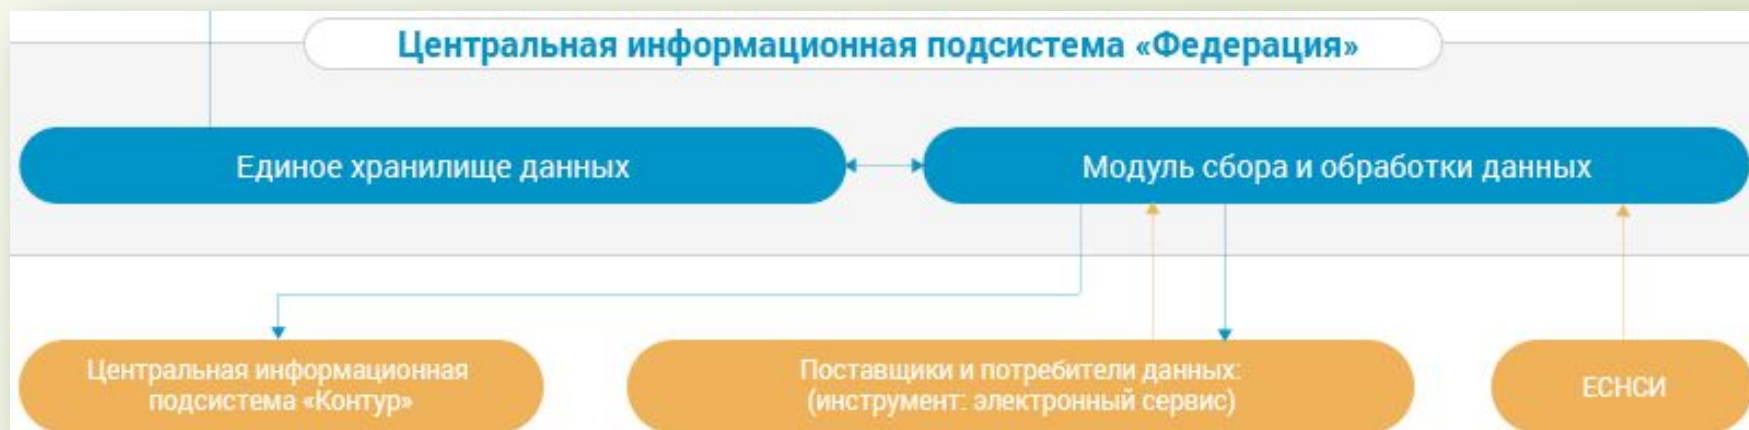 Центральная информационная подсистема «Федерация»
Единое хранилище данных
Модуль сбора и обработки данных
Центральная информационная
подсистема «Контур»
Поставщики и потребители данных:
(инструмент: электронный сервис)
ЕСНСИ